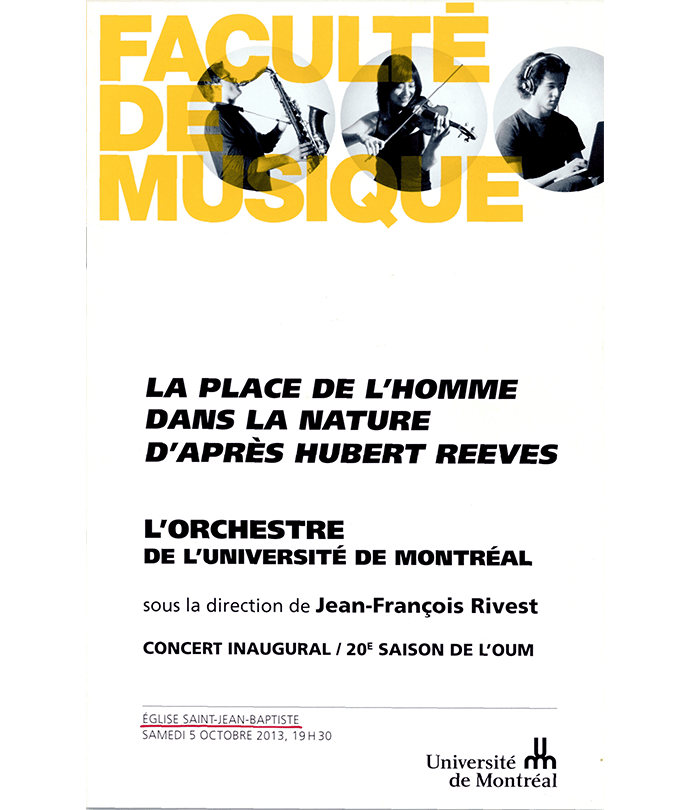 FACULTÉ
DE
MUSIQUE
LA PLACE DE L’HOMME
DANS LA NATURE
D’APRÈS HUBERT REEVES
L’ORCHESTRE
DE L’UNIVERSITÉ DE MONTRÉAL
sous la direction de Jean-François Rivest
CONCERT INAUGURAL / 20E SAISON DE L’OUM
ÉGLISE SAINT-JEAN-BAPTISTE
SAMEDI 5 OCTOBRE 2013, 19 H 30
Université
de Montréal